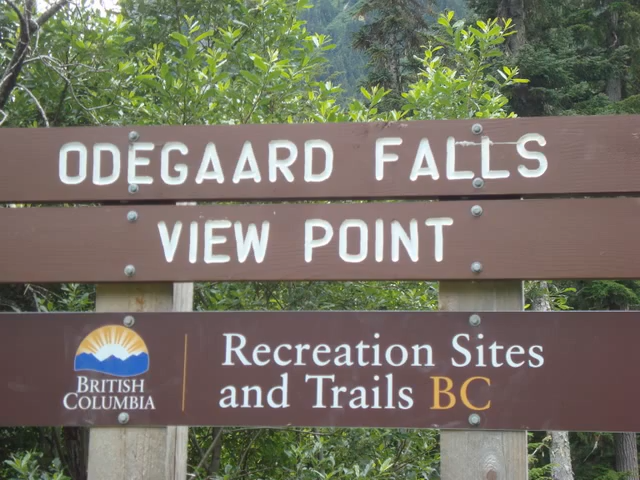 ODEGAARD FALLS
VIEW POINT
BRITISH
COLUMBIA
Recreation Sites
and Trails BC